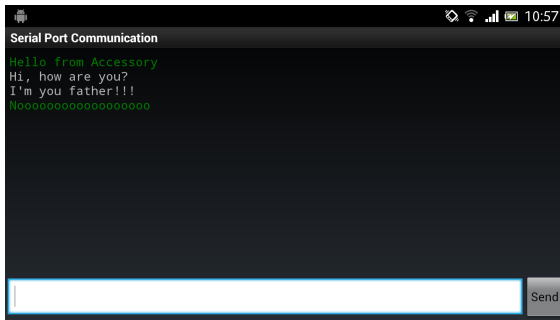 10:57
Serial Port Communication
Hello from Accessory
Hi, how are you?
I'm you father!!!
Noooooooooooooooooo
Send